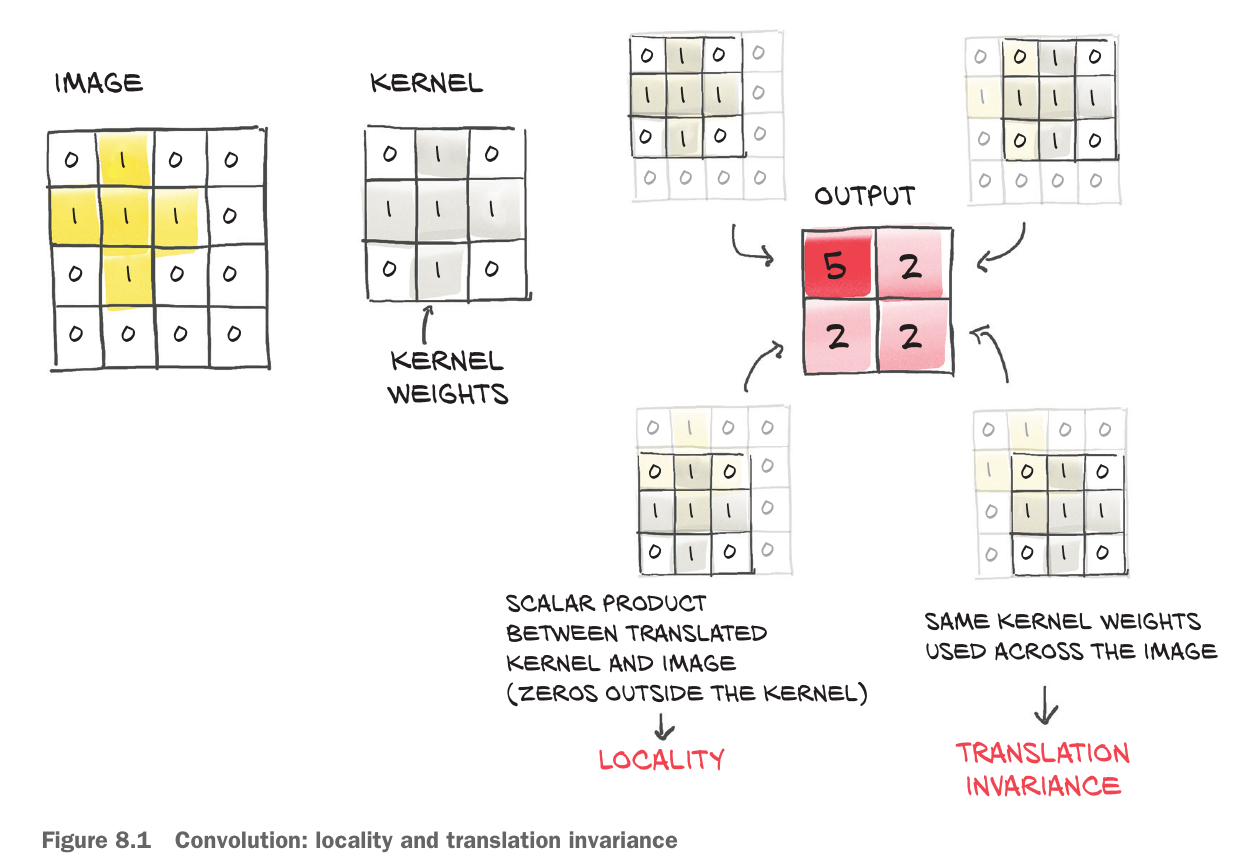 IMAGE
0 1 0 0
1 1 1 0
0 1 0 0
0 0 0 0
KERNEL
0 1 0
1 1 1
0 1 0
KERNEL
WEIGHTS
0 1 0 0
1 1 1 0
0 1 0 0
0 0 0 0
0 0 1 0
1 1 1 1
0 0 1 0
0 0 0 0
OUTPUT
5 2
2 2
0 1 0 0
0 1 0 0
1 1 1 0
0 1 0 0
0 1 0 0
1 0 1 0
0 1 1 1
0 0 1 0
SCALAR PRODUCT
BETWEEN TRANSLATED
KERNEL AND IMAGE
(ZEROS OUTSIDE THE KERNEL)
LOCALITY
SAME KERNEL WEIGHTS
USED ACROSS THE IMAGE
TRANSLATION
INVARIANCE
Figure 8.1 Convolution: locality and translation invariance